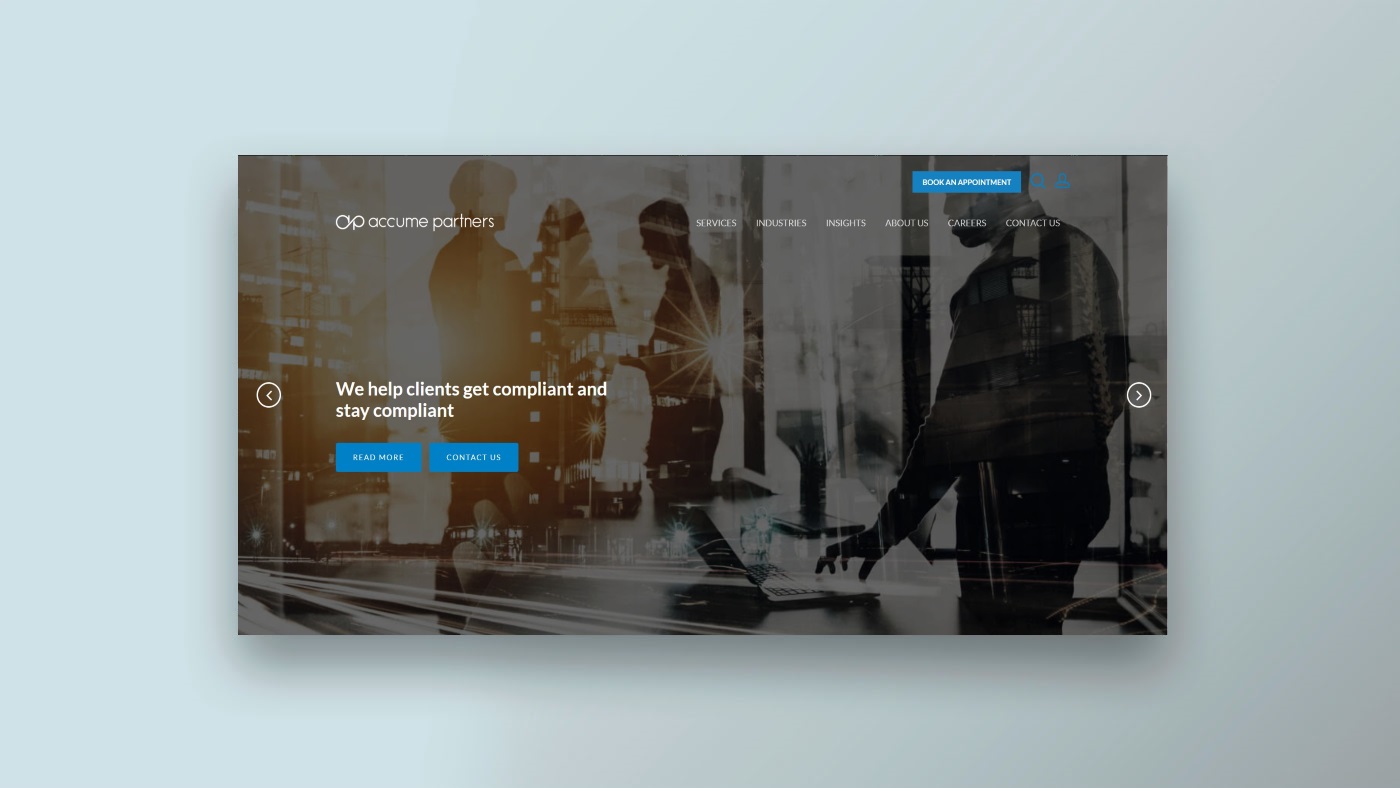 BOOK AN APPOINTMENT
accume partners
SERVICES INDUSTRIES INSIGHTS ABOUT US CAREERS CONTACT US
We help clients get compliant and
stay compliant
READ MORE CONTACT US